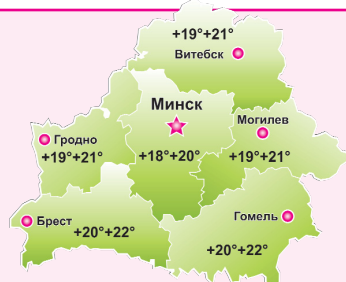 +19°+21°
Витебск
Минск
Могилев
Гродно
+19°+21°
+18°+20°
+19°+21°
Брест
+20°+22°
Гомель
+20°+22°